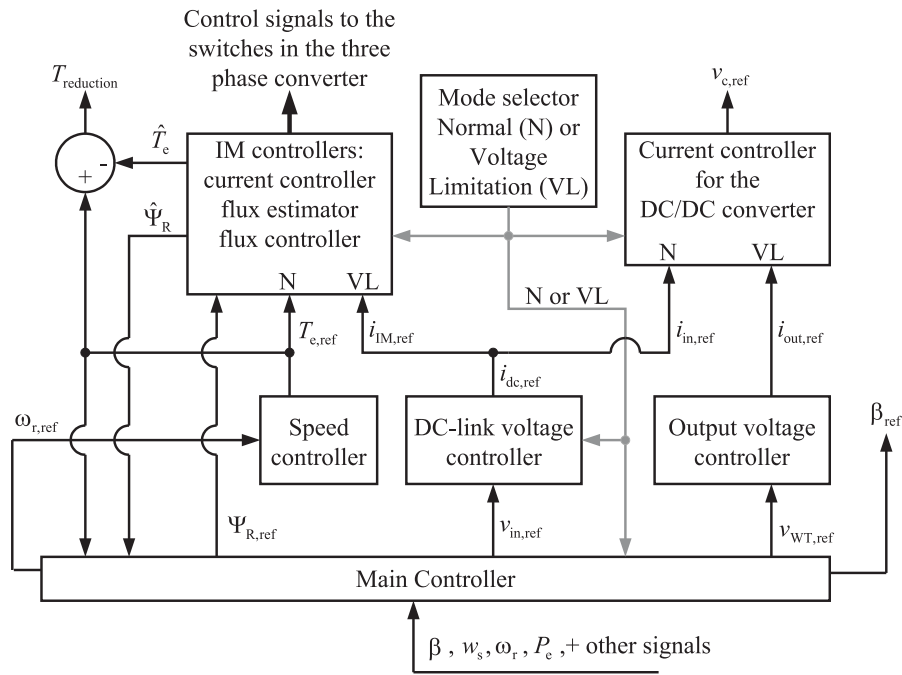 Control signals to the
switches in the three
phase converter
T_reduction
v_c,ref
Mode selector
Normal (N) or
Voltage
Limitation (VL)
T̂_e
-
+
IM controllers:
current controller
flux estimator
flux controller
N VL
Current controller
for the
DC/DC converter
N VL
Ψ̂_R
N or VL
T_e,ref
i_IM,ref
i_in,ref
i_out,ref
i_dc,ref
ω_r,ref
β_ref
Speed
controller
DC-link voltage
controller
Output voltage
controller
Ψ_R,ref
v_in,ref
v_WT,ref
Main Controller
β , w_s, ω_r , P_e ,+ other signals